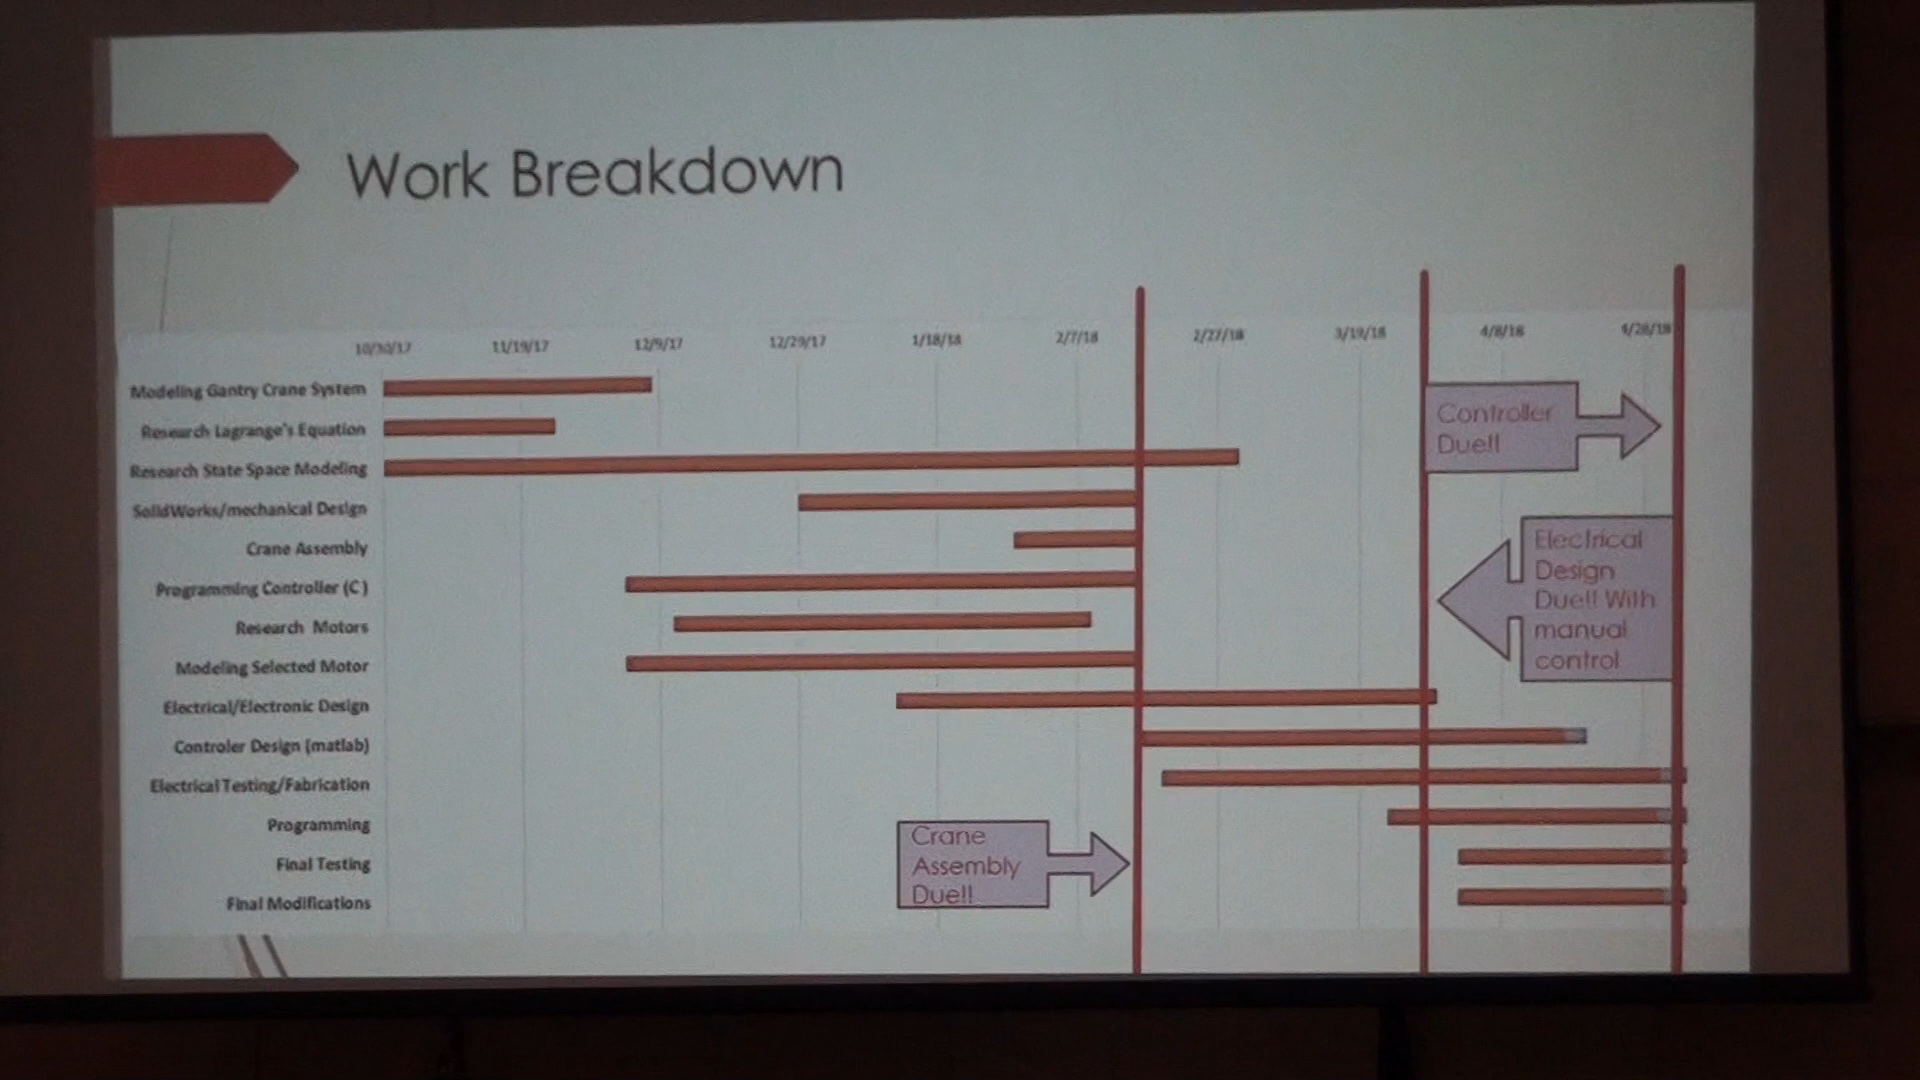 Work Breakdown
10/30/17 11/19/17 12/9/17 12/29/17 1/18/18 2/7/18 2/27/18 3/19/18 4/8/18 4/28/18
Modeling Gantry Crane System
Research Lagrange's Equation
Research State Space Modeling
SolidWorks/mechanical Design
Crane Assembly
Programming Controller (C)
Research Motors
Modeling Selected Motor
Electrical/Electronic Design
Controler Design (matlab)
Electrical Testing/Fabrication
Programming
Final Testing
Final Modifications
Controller
Due!!
Electrical
Design
Due!! With
manual
control
Crane
Assembly
Due!!